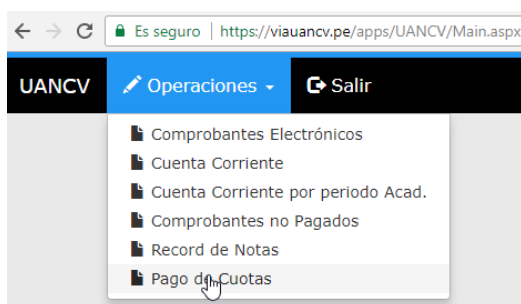 Es seguro | https://viauancv.pe/apps/UANCV/Main.aspx
UANCV Operaciones Salir
Comprobantes Electrónicos
Cuenta Corriente
Cuenta Corriente por periodo Acad.
Comprobantes no Pagados
Record de Notas
Pago de Cuotas